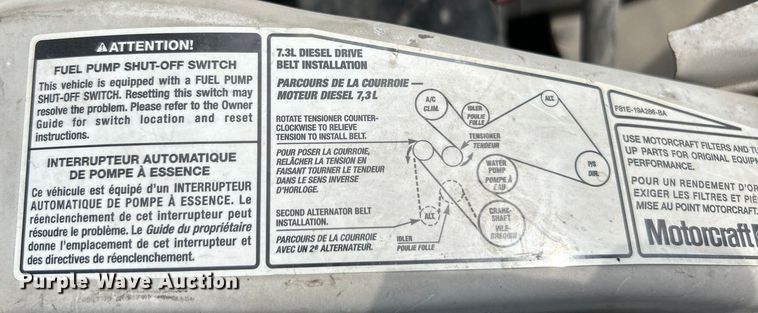 ATTENTION!
FUEL PUMP SHUT-OFF SWITCH
This vehicle is equipped with a FUEL PUMP
SHUT-OFF SWITCH. Resetting this switch may
resolve the problem. Please refer to the Owner
Guide for switch location and reset
instructions.
INTERRUPTEUR AUTOMATIQUE
DE POMPE À ESSENCE
Ce véhicule est équipé d'un INTERRUPTEUR
AUTOMATIQUE DE POMPE À ESSENCE. Le
réenclenchement de cet interrupteur peut
résoudre le problème. Le Guide du propriétaire
donne l'emplacement de cet interrupteur et
des directives de réenclenchement.
7.3L DIESEL DRIVE
BELT INSTALLATION
PARCOURS DE LA COURROIE —
MOTEUR DIESEL 7,3 L
ROTATE TENSIONER COUNTER-
CLOCKWISE TO RELIEVE
TENSION TO INSTALL BELT.
POUR POSER LA COURROIE,
RELÂCHER LA TENSION EN
FAISANT TOURNER LE TENDEUR
DANS LE SENS INVERSE
D'HORLOGE.
SECOND ALTERNATOR BELT
INSTALLATION.
PARCOURS DE LA COURROIE
AVEC UN 2e ALTERNATEUR.
A/C
CLIM.
IDLER
POULIE
FOLLE
ALT.
TENSIONER
TENDEUR
WATER
PUMP
POMPE À
EAU
P/S
DIR.
ALT.
IDLER
POULIE FOLLE
CRANK-
SHAFT
VILE-
BREQUIN
F81E-19A286-BA
USE MOTORCRAFT FILTERS AND TU
UP PARTS FOR ORIGINAL EQUIPM
PERFORMANCE.
POUR UN RENDEMENT D'OR
EXIGER LES FILTRES ET PIÈ
MISE AU POINT MOTORCRAFT.
Motorcraft
Purple Wave Auction